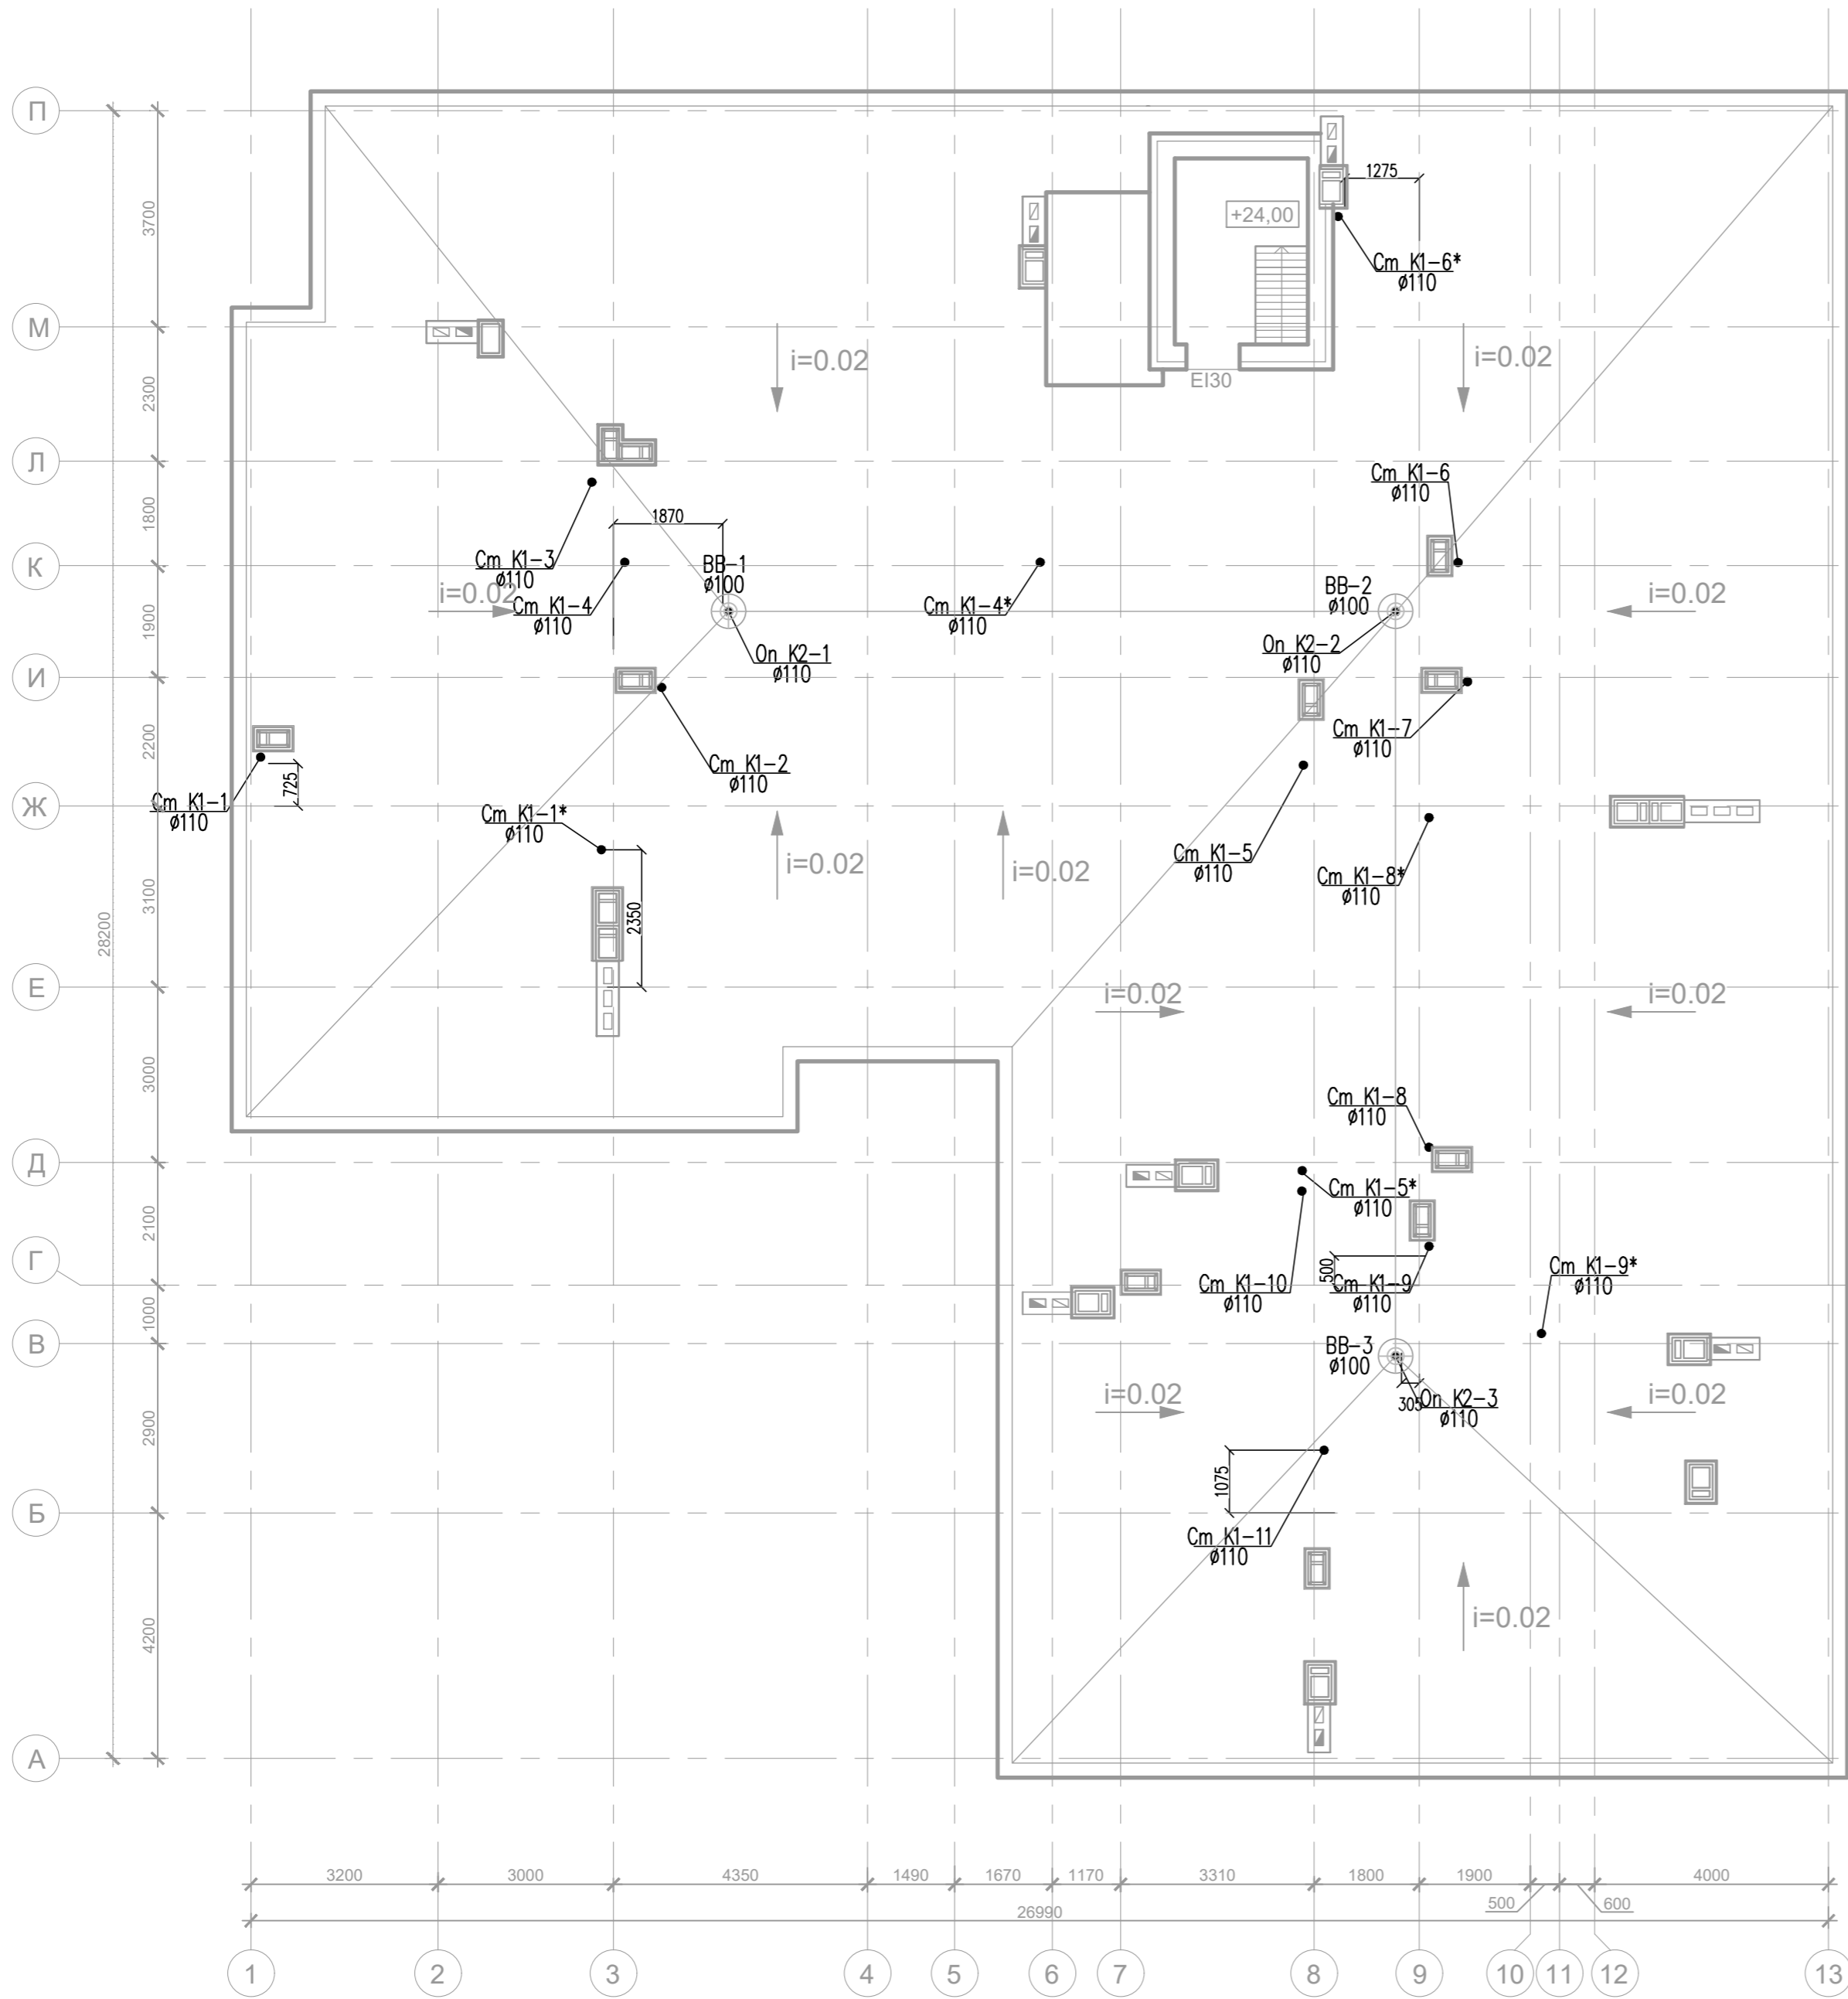 П
3700
1275
+24,00
Ст К1-6*
ø110
М
i=0.02
i=0.02
EI30
2300
Л
Ст К1-6
ø110
1800
1870
Ст К1-3
ø110
К
ВВ-1
ø100
ВВ-2
ø100
i=0.02
Ст К1-4
ø110
Ст К1-4*
ø110
i=0.02
1900
Оп К2-1
ø110
Оп К2-2
ø110
И
Ст К1-7
ø110
2200
Ст К1-2
ø110
725
Ст К1-1
ø110
Ж
Ст К1-1*
ø110
i=0.02
i=0.02
Ст К1-5
ø110
Ст К1-8*
ø110
3100
28200
2350
Е
i=0.02
i=0.02
3000
Ст К1-8
ø110
Д
Ст К1-5*
ø110
2100
Г
500
Ст К1-10
ø110
Ст К1-9
ø110
Ст К1-9*
ø110
1000
В
ВВ-3
ø100
i=0.02
305
Оп К2-3
ø110
i=0.02
2900
1075
Б
Ст К1-11
ø110
i=0.02
4200
А
3200
3000
4350
1490
1670
1170
3310
1800
1900
4000
500
600
26990
1
2
3
4
5
6
7
8
9
10
11
12
13